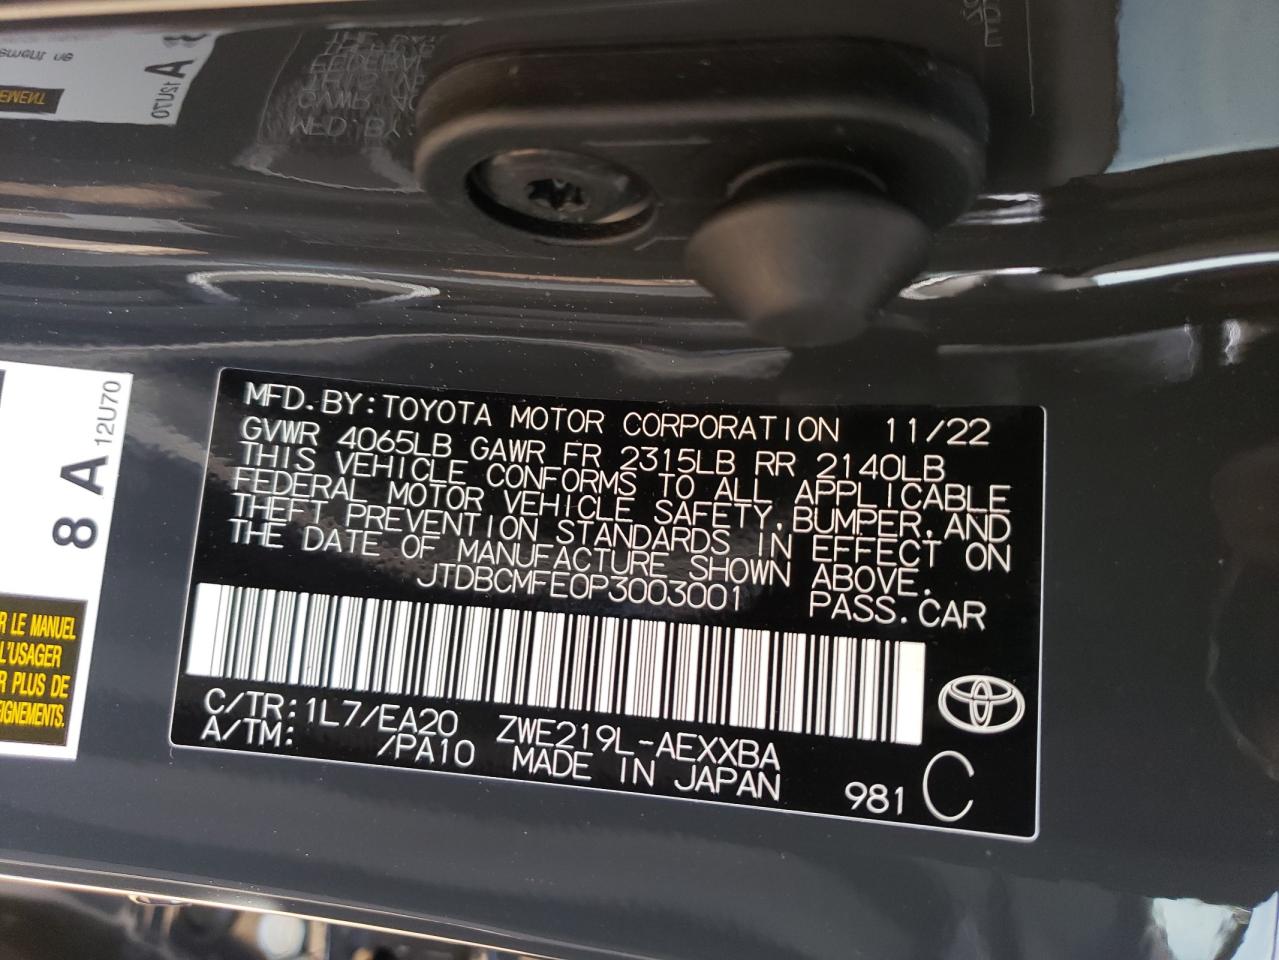 MFD.BY:TOYOTA MOTOR CORPORATION 11/22
GVWR 4065LB GAWR FR 2315LB RR 2140LB
THIS VEHICLE CONFORMS TO ALL APPLICABLE
FEDERAL MOTOR VEHICLE SAFETY,BUMPER,AND
THEFT PREVENTION STANDARDS IN EFFECT ON
THE DATE OF MANUFACTURE SHOWN ABOVE.
JTDBCMFE0P3003001 PASS.CAR
C/TR:1L7/EA20 ZWE219L-AEXXBA
A/TM: /PA10 MADE IN JAPAN 981 C
8 A 12U70
R LE MANUEL
L'USAGER
R PLUS DE
EIGNEMENTS.